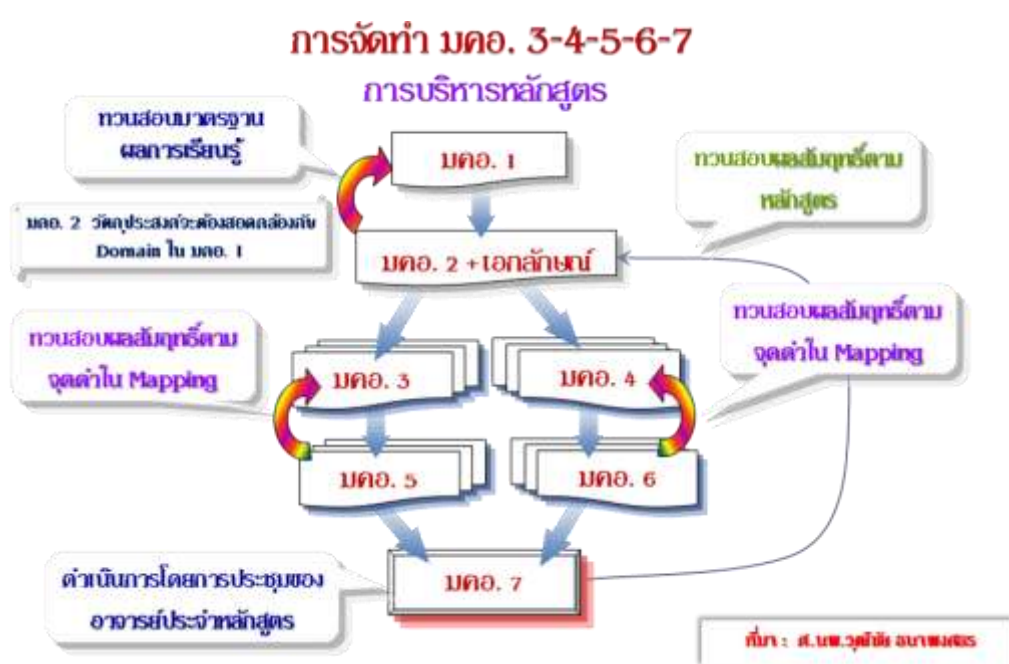 การจัดทำ มคอ. 3-4-5-6-7
การบริหารหลักสูตร
ทวนสอบมาตรฐาน
ผลการเรียนรู้
มคอ. 1
ทวนสอบผลสัมฤทธิ์ตาม
หลักสูตร
มคอ. 2 วัตถุประสงค์จะต้องสอดคล้องกับ
Domain ใน มคอ. 1
มคอ. 2 +เอกลักษณ์
ทวนสอบผลสัมฤทธิ์ตาม
จุดดำใน Mapping
ทวนสอบผลสัมฤทธิ์ตาม
จุดดำใน Mapping
มคอ. 3
มคอ. 4
มคอ. 5
มคอ. 6
ดำเนินการโดยการประชุมของ
อาจารย์ประจำหลักสูตร
มคอ. 7
ที่มา : ศ.นพ.วุฒิชัย